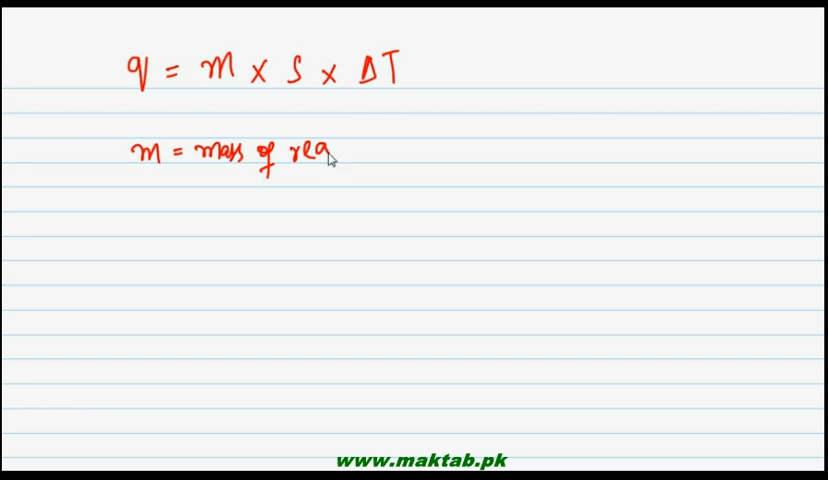 q = m × s × ΔT
m = mass of rea
www.maktab.pk